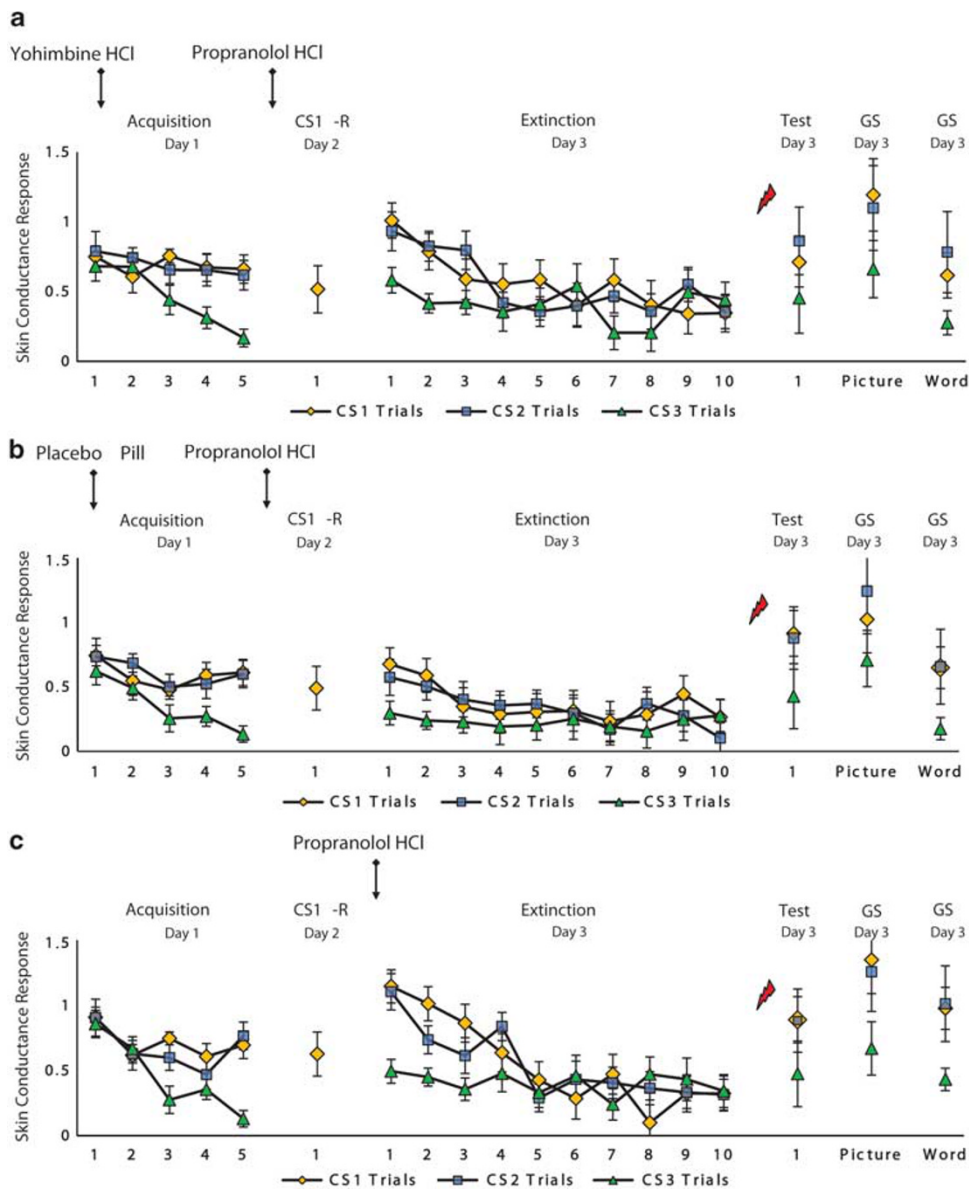 a
Yohimbine HCl Propranolol HCl
Acquisition CS1 -R Extinction Test GS GS
Day 1 Day 2 Day 3 Day 3 Day 3 Day 3
Skin Conductance Response
1.5
1
0.5
0
1 2 3 4 5 1 1 2 3 4 5 6 7 8 9 10 1 Picture Word
CS1 Trials CS2 Trials CS3 Trials
b
Placebo Pill Propranolol HCl
Acquisition CS1 -R Extinction Test GS GS
Day 1 Day 2 Day 3 Day 3 Day 3 Day 3
Skin Conductance Response
1.5
1
0.5
0
1 2 3 4 5 1 1 2 3 4 5 6 7 8 9 10 1 Picture Word
CS1 Trials CS2 Trials CS3 Trials
c
Propranolol HCl
Acquisition CS1 -R Extinction Test GS GS
Day 1 Day 2 Day 3 Day 3 Day 3 Day 3
Skin Conductance Response
1.5
1
0.5
0
1 2 3 4 5 1 1 2 3 4 5 6 7 8 9 10 1 Picture Word
CS1 Trials CS2 Trials CS3 Trials